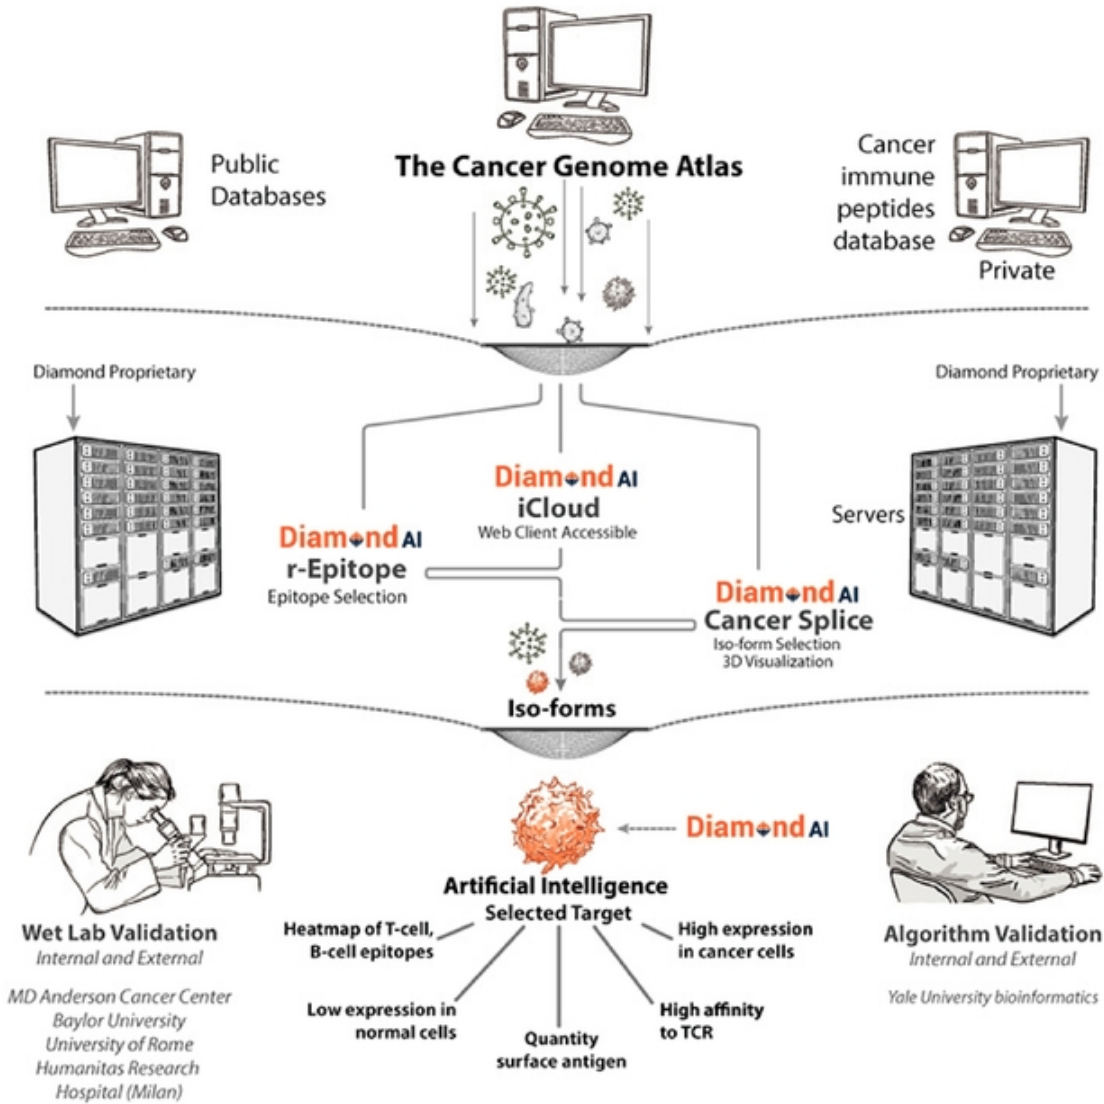 The Cancer Genome Atlas
Public
Databases
Cancer
immune
peptides
database
Private
Diamond Proprietary
Diamond Proprietary
Diamond AI
iCloud
Web Client Accessible
Servers
Diamond AI
r-Epitope
Epitope Selection
Diamond AI
Cancer Splice
Iso-form Selection
3D Visualization
Iso-forms
Diamond AI
Artificial Intelligence
Selected Target
Heatmap of T-cell,
B-cell epitopes
High expression
in cancer cells
Low expression in
normal cells
Quantity
surface antigen
High affinity
to TCR
Wet Lab Validation
Internal and External
MD Anderson Cancer Center
Baylor University
University of Rome
Humanitas Research
Hospital (Milan)
Algorithm Validation
Internal and External
Yale University bioinformatics